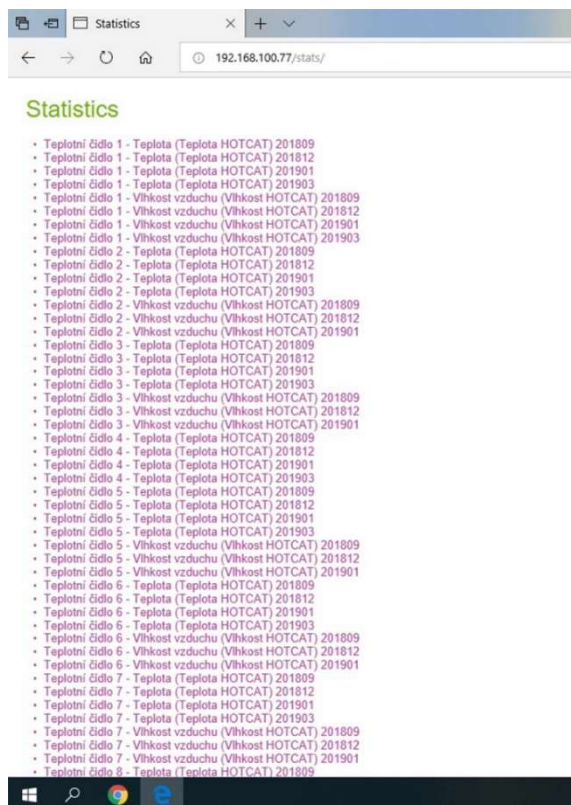 Statistics
192.168.100.77/stats/
Statistics
Teplotní čidlo 1 - Teplota (Teplota HOTCAT) 201809
Teplotní čidlo 1 - Teplota (Teplota HOTCAT) 201812
Teplotní čidlo 1 - Teplota (Teplota HOTCAT) 201901
Teplotní čidlo 1 - Teplota (Teplota HOTCAT) 201903
Teplotní čidlo 1 - Vlhkost vzduchu (Vlhkost HOTCAT) 201809
Teplotní čidlo 1 - Vlhkost vzduchu (Vlhkost HOTCAT) 201812
Teplotní čidlo 1 - Vlhkost vzduchu (Vlhkost HOTCAT) 201901
Teplotní čidlo 1 - Vlhkost vzduchu (Vlhkost HOTCAT) 201903
Teplotní čidlo 2 - Teplota (Teplota HOTCAT) 201809
Teplotní čidlo 2 - Teplota (Teplota HOTCAT) 201812
Teplotní čidlo 2 - Teplota (Teplota HOTCAT) 201901
Teplotní čidlo 2 - Teplota (Teplota HOTCAT) 201903
Teplotní čidlo 2 - Vlhkost vzduchu (Vlhkost HOTCAT) 201809
Teplotní čidlo 2 - Vlhkost vzduchu (Vlhkost HOTCAT) 201812
Teplotní čidlo 2 - Vlhkost vzduchu (Vlhkost HOTCAT) 201901
Teplotní čidlo 3 - Teplota (Teplota HOTCAT) 201809
Teplotní čidlo 3 - Teplota (Teplota HOTCAT) 201812
Teplotní čidlo 3 - Teplota (Teplota HOTCAT) 201901
Teplotní čidlo 3 - Teplota (Teplota HOTCAT) 201903
Teplotní čidlo 3 - Vlhkost vzduchu (Vlhkost HOTCAT) 201809
Teplotní čidlo 3 - Vlhkost vzduchu (Vlhkost HOTCAT) 201812
Teplotní čidlo 3 - Vlhkost vzduchu (Vlhkost HOTCAT) 201901
Teplotní čidlo 4 - Teplota (Teplota HOTCAT) 201809
Teplotní čidlo 4 - Teplota (Teplota HOTCAT) 201812
Teplotní čidlo 4 - Teplota (Teplota HOTCAT) 201901
Teplotní čidlo 4 - Teplota (Teplota HOTCAT) 201903
Teplotní čidlo 5 - Teplota (Teplota HOTCAT) 201809
Teplotní čidlo 5 - Teplota (Teplota HOTCAT) 201812
Teplotní čidlo 5 - Teplota (Teplota HOTCAT) 201901
Teplotní čidlo 5 - Teplota (Teplota HOTCAT) 201903
Teplotní čidlo 5 - Vlhkost vzduchu (Vlhkost HOTCAT) 201809
Teplotní čidlo 5 - Vlhkost vzduchu (Vlhkost HOTCAT) 201812
Teplotní čidlo 5 - Vlhkost vzduchu (Vlhkost HOTCAT) 201901
Teplotní čidlo 6 - Teplota (Teplota HOTCAT) 201809
Teplotní čidlo 6 - Teplota (Teplota HOTCAT) 201812
Teplotní čidlo 6 - Teplota (Teplota HOTCAT) 201901
Teplotní čidlo 6 - Teplota (Teplota HOTCAT) 201903
Teplotní čidlo 6 - Vlhkost vzduchu (Vlhkost HOTCAT) 201809
Teplotní čidlo 6 - Vlhkost vzduchu (Vlhkost HOTCAT) 201812
Teplotní čidlo 6 - Vlhkost vzduchu (Vlhkost HOTCAT) 201901
Teplotní čidlo 7 - Teplota (Teplota HOTCAT) 201809
Teplotní čidlo 7 - Teplota (Teplota HOTCAT) 201812
Teplotní čidlo 7 - Teplota (Teplota HOTCAT) 201901
Teplotní čidlo 7 - Teplota (Teplota HOTCAT) 201903
Teplotní čidlo 7 - Vlhkost vzduchu (Vlhkost HOTCAT) 201809
Teplotní čidlo 7 - Vlhkost vzduchu (Vlhkost HOTCAT) 201812
Teplotní čidlo 7 - Vlhkost vzduchu (Vlhkost HOTCAT) 201901
Teplotní čidlo 8 - Teplota (Teplota HOTCAT) 201809